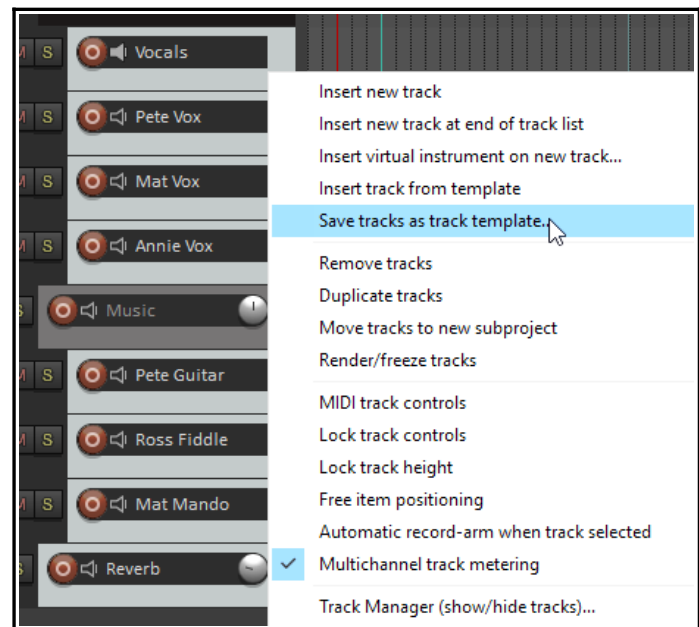 S
Vocals
S
Pete Vox
S
Mat Vox
S
Annie Vox
Music
S
Pete Guitar
S
Ross Fiddle
S
Mat Mando
Reverb
Insert new track
Insert new track at end of track list
Insert virtual instrument on new track...
Insert track from template
Save tracks as track template...
Remove tracks
Duplicate tracks
Move tracks to new subproject
Render/freeze tracks
MIDI track controls
Lock track controls
Lock track height
Free item positioning
Automatic record-arm when track selected
Multichannel track metering
Track Manager (show/hide tracks)...